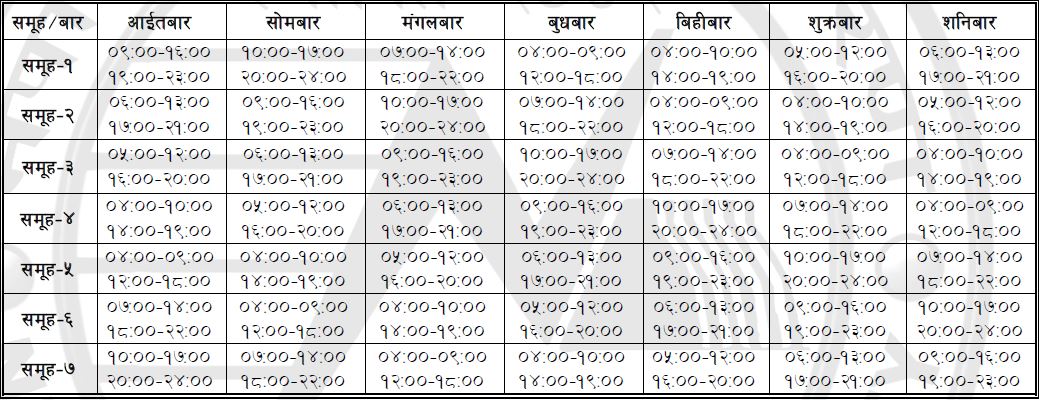 समूह/बार आईतबार सोमबार मंगलबार बुधबार बिहीबार शुक्रबार शनिबार
समूह-१ ०९:००-१६:०० १०:००-१७:०० ०७:००-१४:०० ०४:००-०९:०० ०४:००-१०:०० ०५:००-१२:०० ०६:००-१३:००
१९:००-२३:०० २०:००-२४:०० १८:००-२२:०० १२:००-१८:०० १४:००-१९:०० १६:००-२०:०० १७:००-२१:००
समूह-२ ०६:००-१३:०० ०९:००-१६:०० १०:००-१७:०० ०७:००-१४:०० ०४:००-०९:०० ०४:००-१०:०० ०५:००-१२:००
१७:००-२१:०० १९:००-२३:०० २०:००-२४:०० १८:००-२२:०० १२:००-१८:०० १४:००-१९:०० १६:००-२०:००
समूह-३ ०५:००-१२:०० ०६:००-१३:०० ०९:००-१६:०० १०:००-१७:०० ०७:००-१४:०० ०४:००-०९:०० ०४:००-१०:००
१६:००-२०:०० १७:००-२१:०० १९:००-२३:०० २०:००-२४:०० १८:००-२२:०० १२:००-१८:०० १४:००-१९:००
समूह-४ ०४:००-१०:०० ०५:००-१२:०० ०६:००-१३:०० ०९:००-१६:०० १०:००-१७:०० ०७:००-१४:०० ०४:००-०९:००
१४:००-१९:०० १६:००-२०:०० १७:००-२१:०० १९:००-२३:०० २०:००-२४:०० १८:००-२२:०० १२:००-१८:००
समूह-५ ०४:००-०९:०० ०४:००-१०:०० ०५:००-१२:०० ०६:००-१३:०० ०९:००-१६:०० १०:००-१७:०० ०७:००-१४:००
१२:००-१८:०० १४:००-१९:०० १६:००-२०:०० १७:००-२१:०० १९:००-२३:०० २०:००-२४:०० १८:००-२२:००
समूह-६ ०७:००-१४:०० ०४:००-०९:०० ०४:००-१०:०० ०५:००-१२:०० ०६:००-१३:०० ०९:००-१६:०० १०:००-१७:००
१८:००-२२:०० १२:००-१८:०० १४:००-१९:०० १६:००-२०:०० १७:००-२१:०० १९:००-२३:०० २०:००-२४:००
समूह-७ १०:००-१७:०० ०७:००-१४:०० ०४:००-०९:०० ०४:००-१०:०० ०५:००-१२:०० ०६:००-१३:०० ०९:००-१६:००
२०:००-२४:०० १८:००-२२:०० १२:००-१८:०० १४:००-१९:०० १६:००-२०:०० १७:००-२१:०० १९:००-२३:००